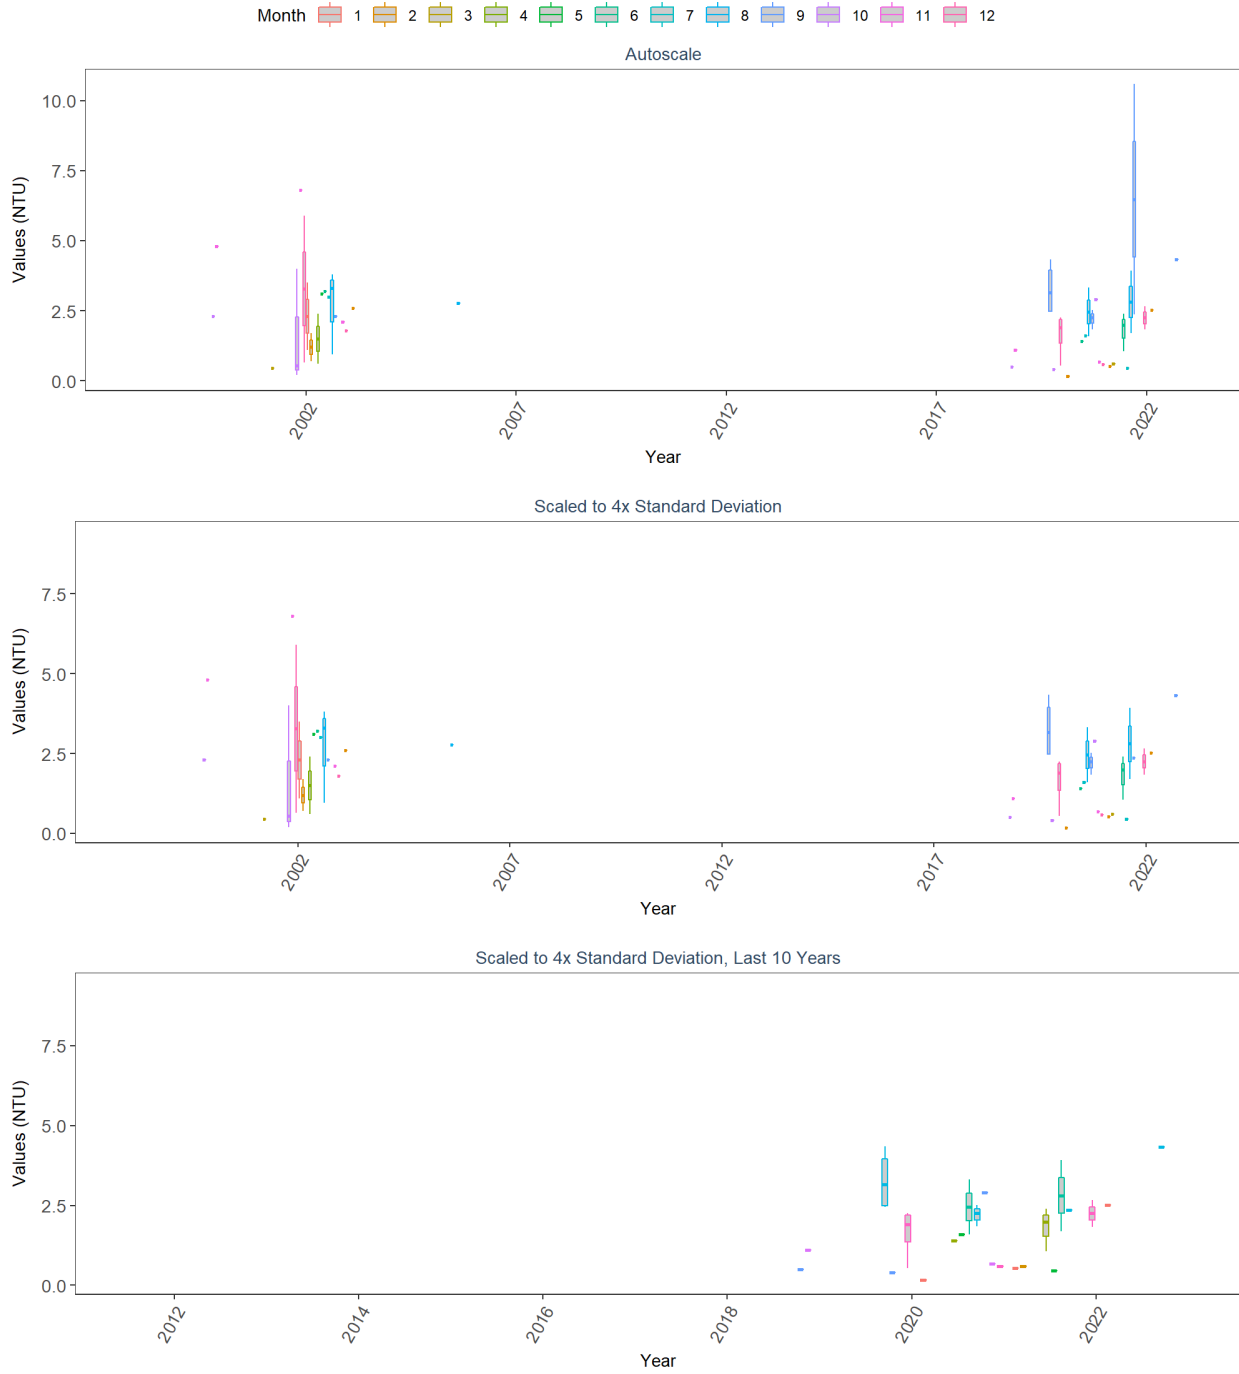 Month 1 2 3 4 5 6 7 8 9 10 11 12
Autoscale
Values (NTU)
10.0
7.5
5.0
2.5
0.0
2002 2007 2012 2017 2022
Year
Scaled to 4x Standard Deviation
Values (NTU)
7.5
5.0
2.5
0.0
2002 2007 2012 2017 2022
Year
Scaled to 4x Standard Deviation, Last 10 Years
Values (NTU)
7.5
5.0
2.5
0.0
2012 2014 2016 2018 2020 2022
Year